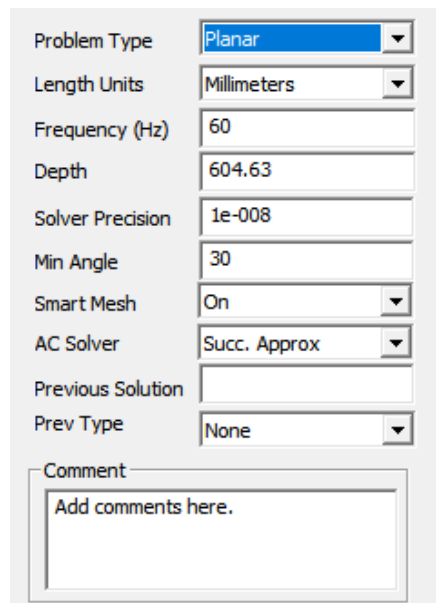 Problem Type Planar
Length Units Millimeters
Frequency (Hz) 60
Depth 604.63
Solver Precision 1e-008
Min Angle 30
Smart Mesh On
AC Solver Succ. Approx
Previous Solution
Prev Type None
Comment
Add comments here.